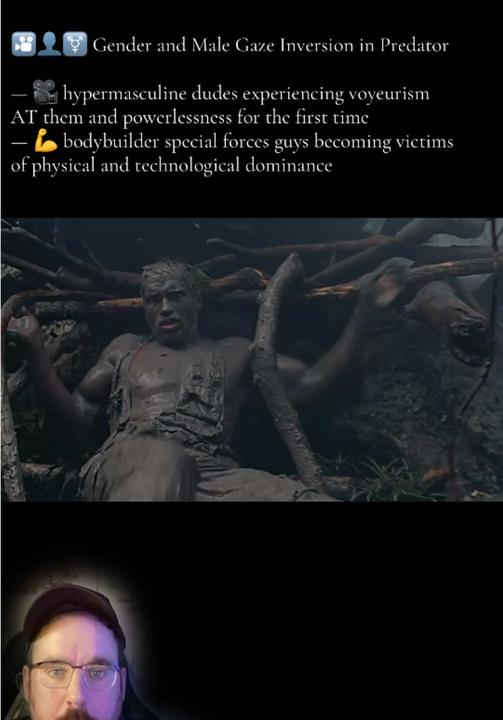 🎦👤⚧ Gender and Male Gaze Inversion in Predator
— 🎥 hypermasculine dudes experiencing voyeurism
AT them and powerlessness for the first time
— 💪 bodybuilder special forces guys becoming victims
of physical and technological dominance